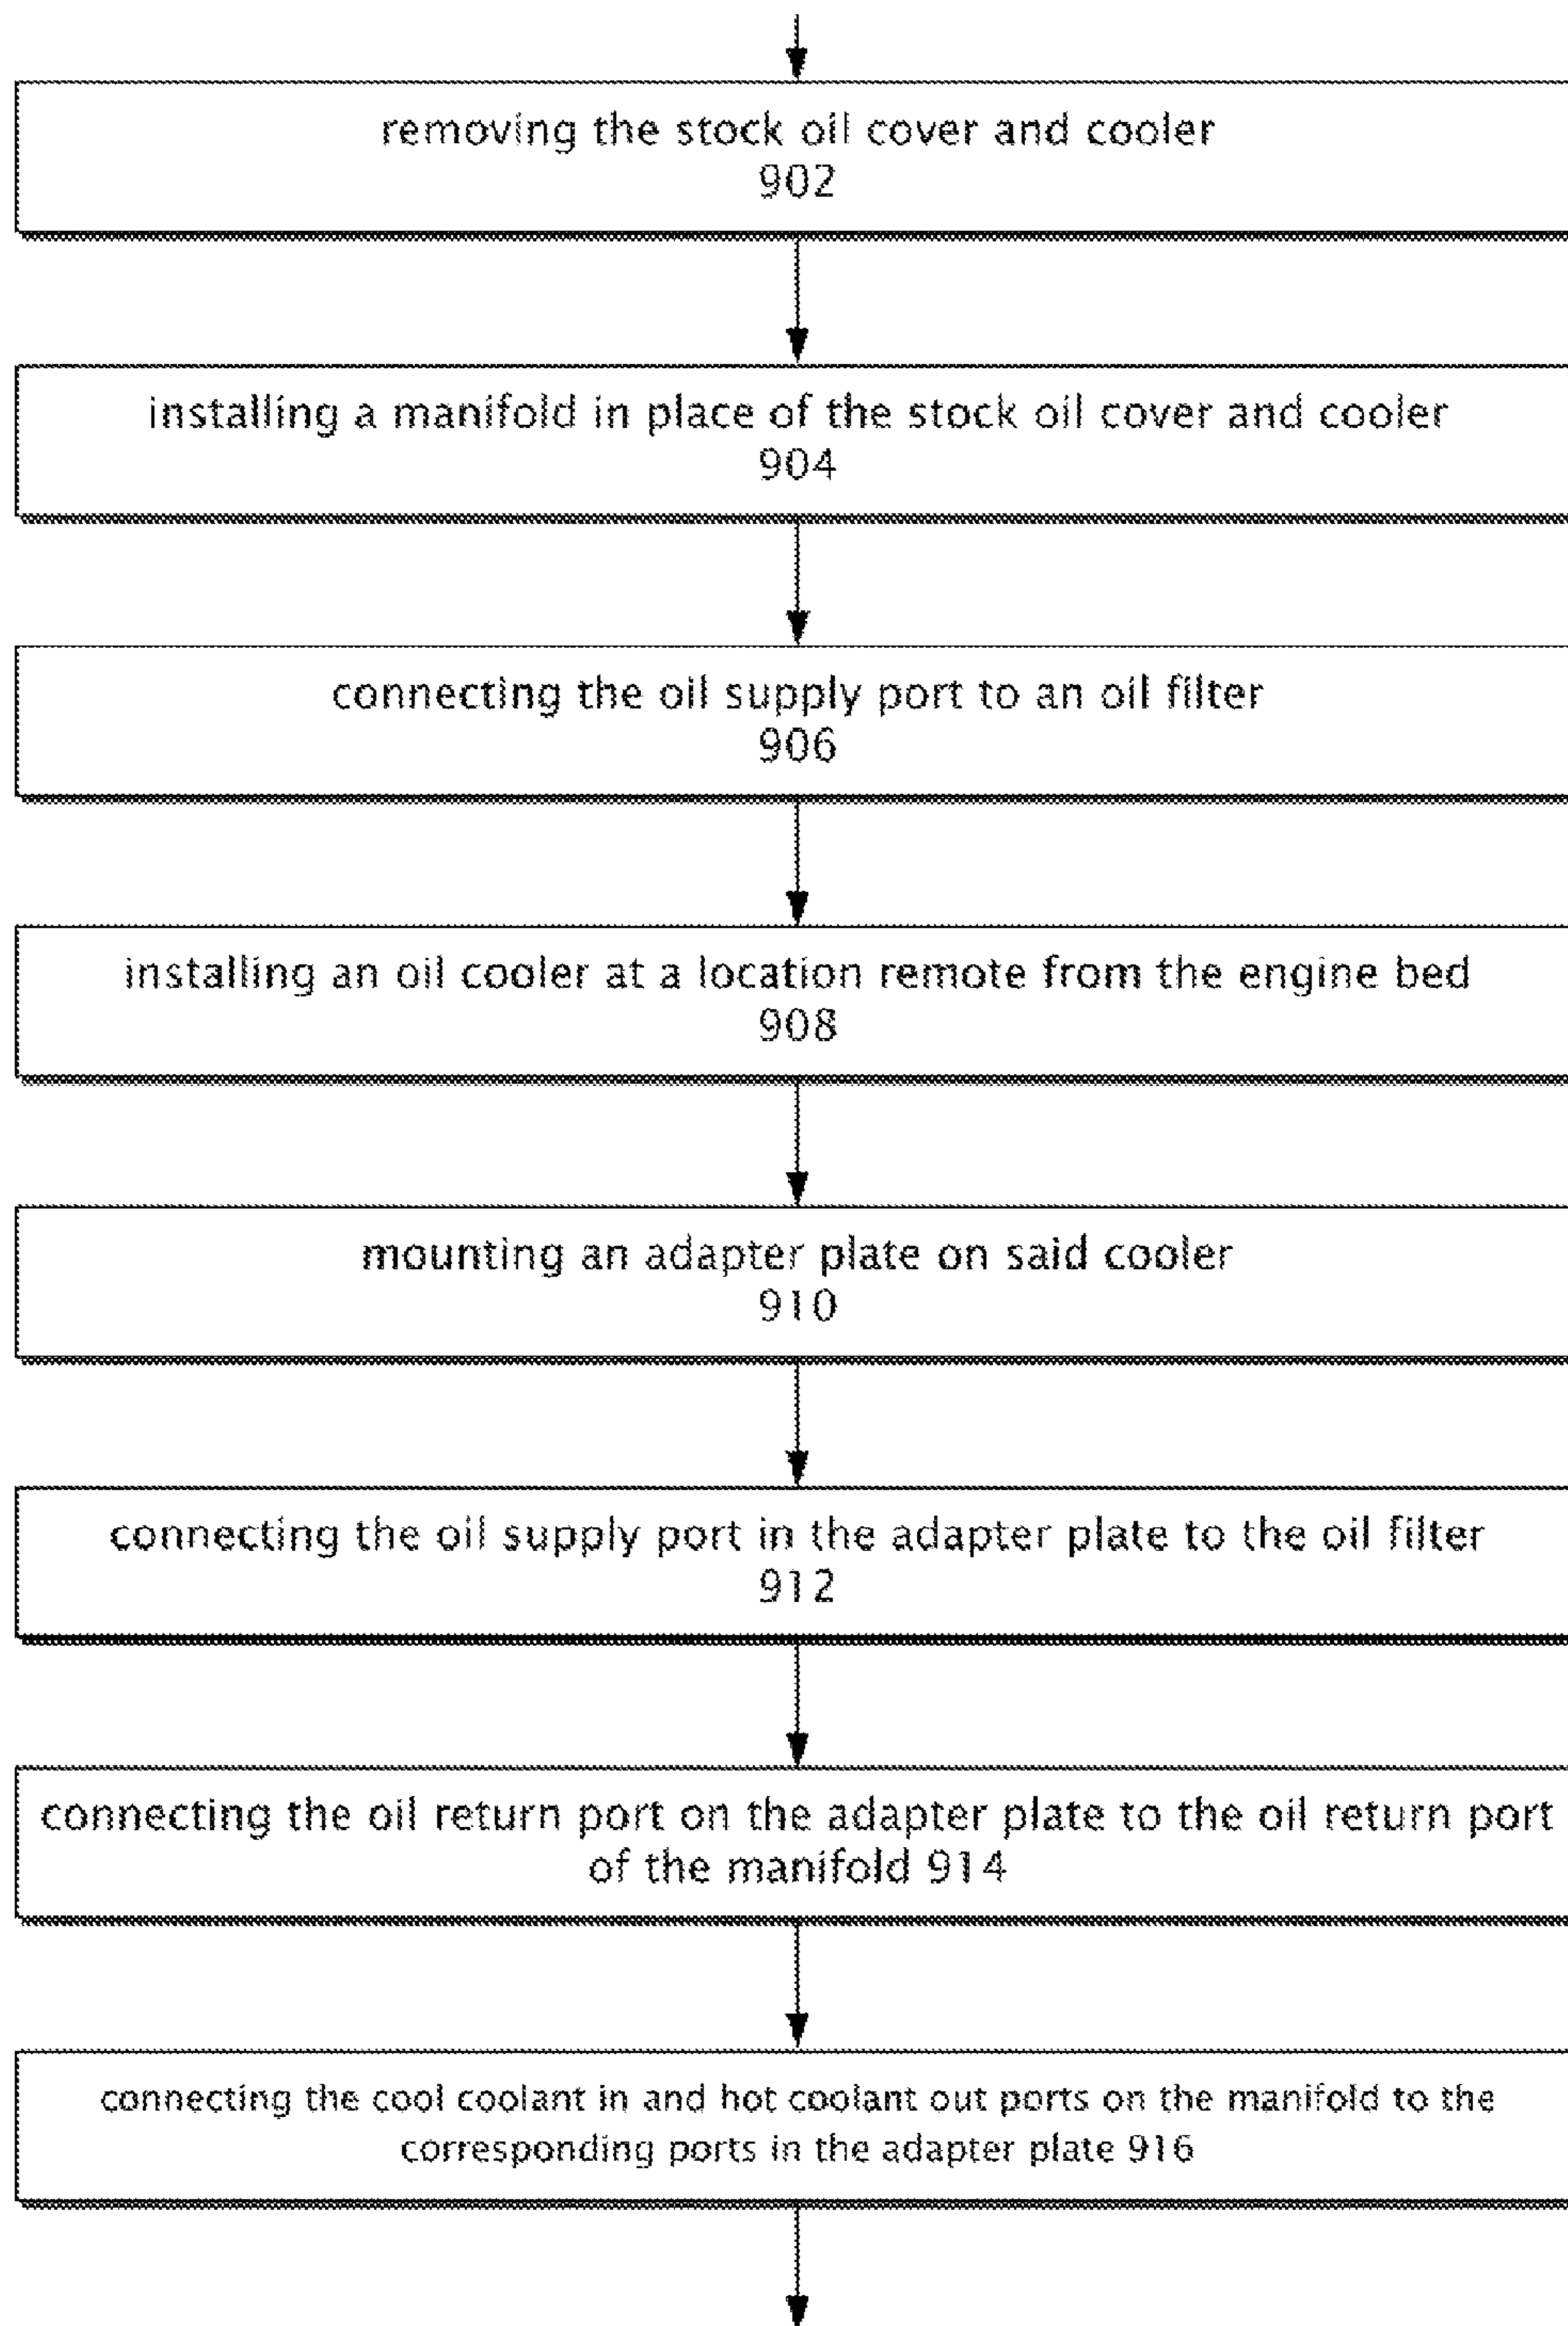 removing the stock oil cover and cooler
902
installing a manifold in place of the stock oil cover and cooler
904
connecting the oil supply port to an oil filter
906
installing an oil cooler at a location remote from the engine bed
908
mounting an adapter plate on said cooler
910
connecting the oil supply port in the adapter plate to the oil filter
912
connecting the oil return port on the adapter plate to the oil return port
of the manifold 914
connecting the cool coolant in and hot coolant out ports on the manifold to the
corresponding ports in the adapter plate 916